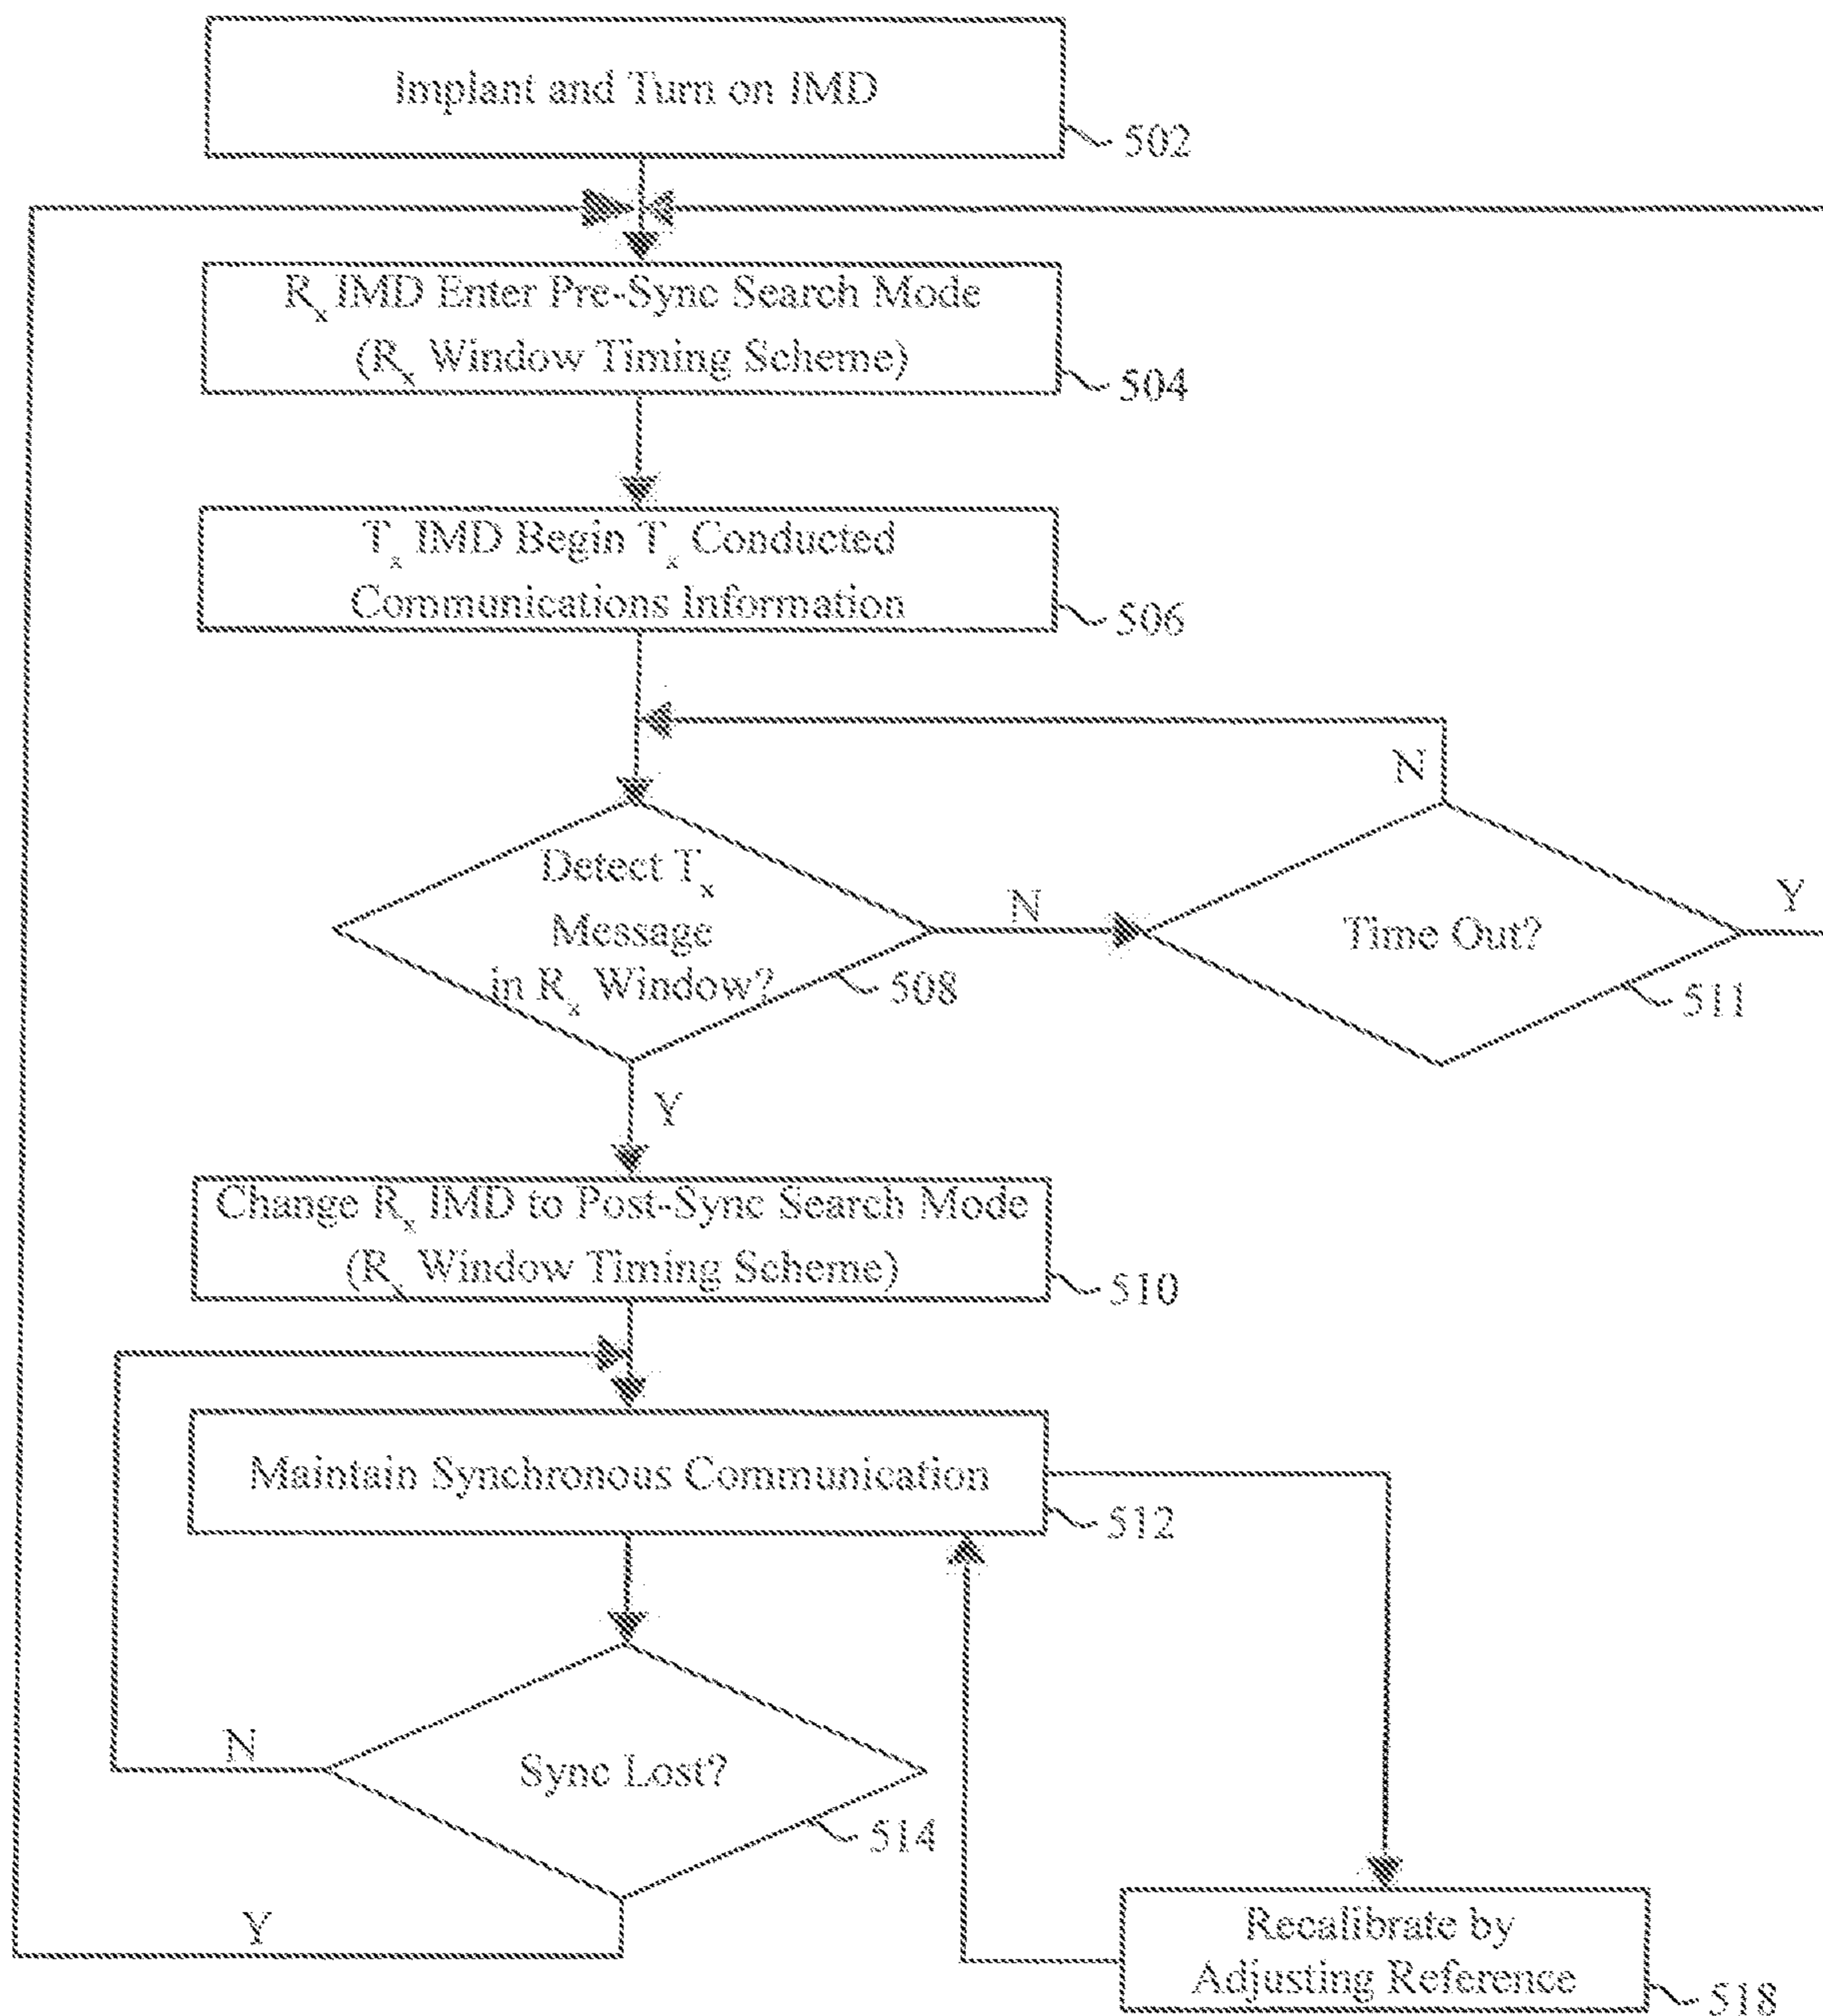 Implant and Turn on IMD
502
Rx IMD Enter Pre-Sync Search Mode
(Rx Window Timing Scheme)
504
Tx IMD Begin Tx Conducted
Communications Information
506
N
Detect Tx
Message
in Rx Window?
508
N
Time Out?
Y
511
Y
Change Rx IMD to Post-Sync Search Mode
(Rx Window Timing Scheme)
510
Maintain Synchronous Communication
512
N
Sync Lost?
514
Y
Recalibrate by
Adjusting Reference
518